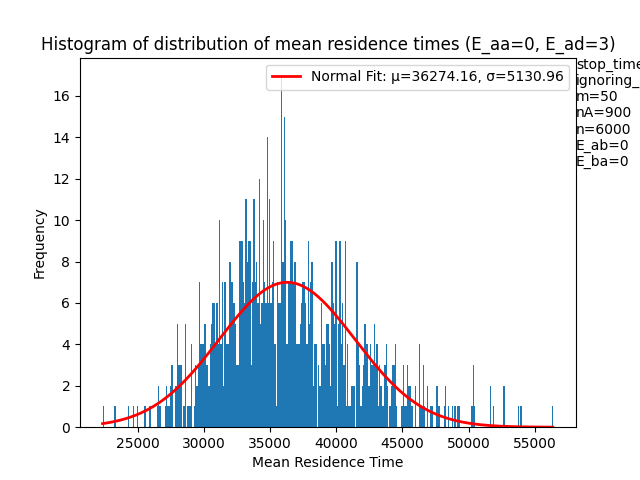 Histogram of distribution of mean residence times (E_aa=0, E_ad=3)
Normal Fit: μ=36274.16, σ=5130.96
stop_time
ignoring_
m=50
nA=900
n=6000
E_ab=0
E_ba=0
Frequency
16
14
12
10
8
6
4
2
0
25000 30000 35000 40000 45000 50000 55000
Mean Residence Time